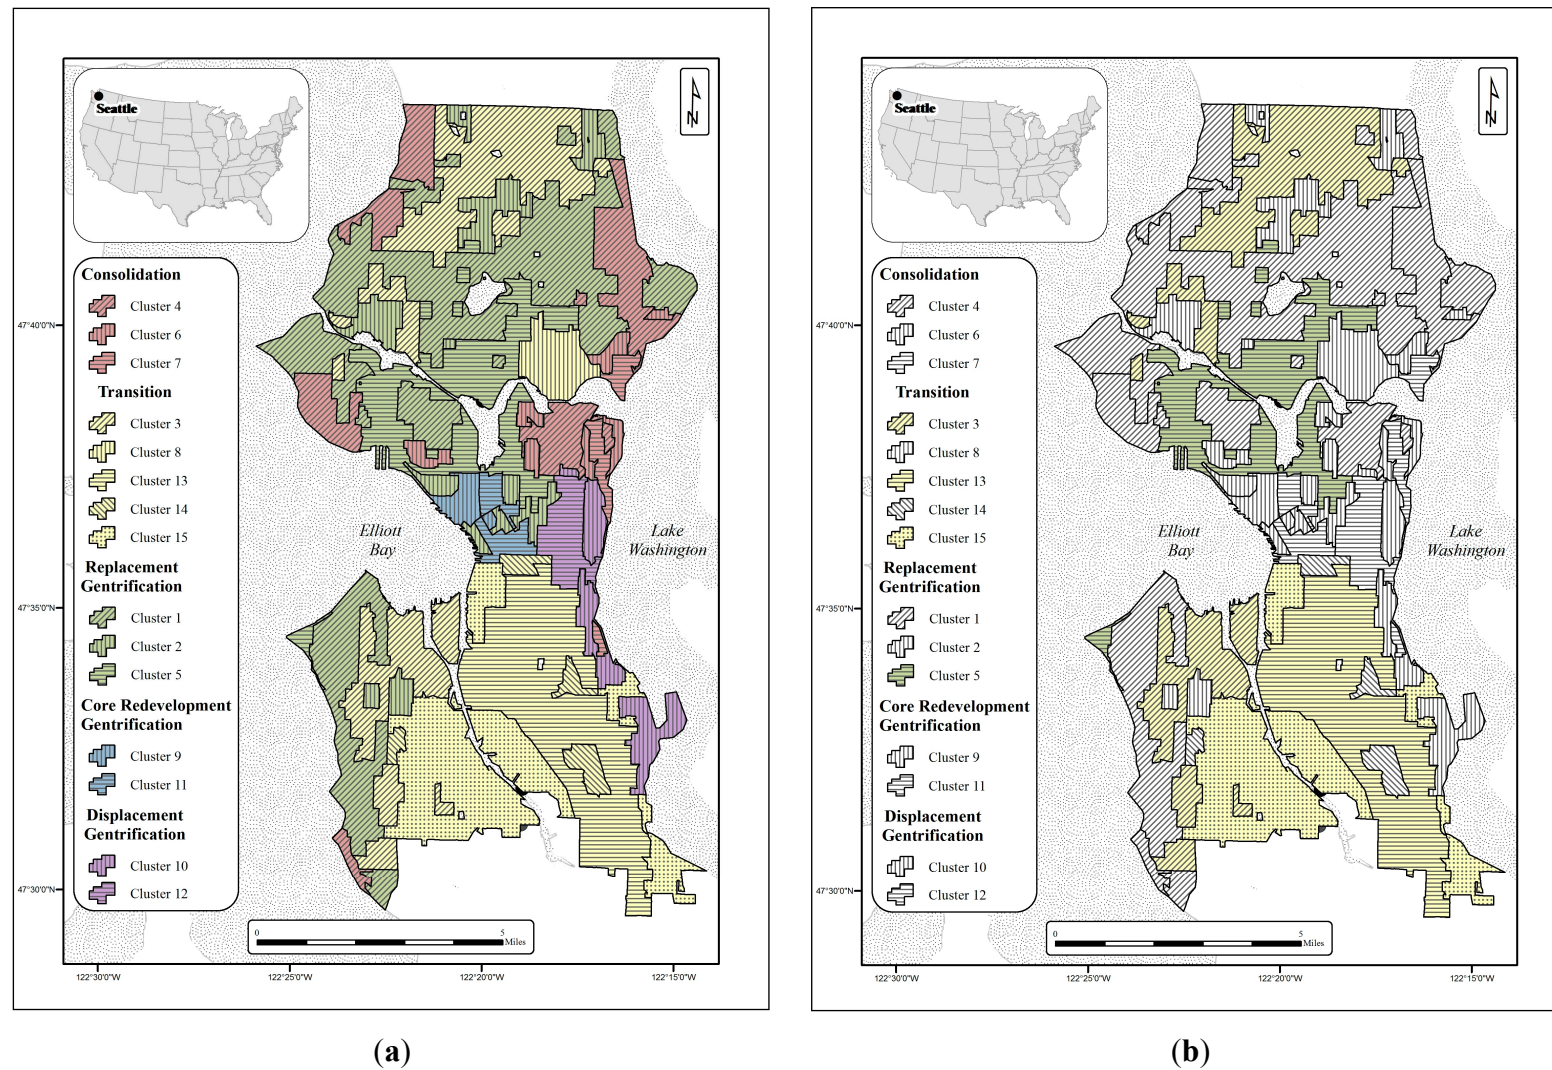 Seattle
N
Consolidation
Cluster 4
Cluster 6
Cluster 7
Transition
Cluster 3
Cluster 8
Cluster 13
Cluster 14
Cluster 15
Replacement
Gentrification
Cluster 1
Cluster 2
Cluster 5
Core Redevelopment
Gentrification
Cluster 9
Cluster 11
Displacement
Gentrification
Cluster 10
Cluster 12
47°40'0"N
47°35'0"N
47°30'0"N
Elliott
Bay
Lake
Washington
0 5
Miles
122°30'0"W 122°25'0"W 122°20'0"W 122°15'0"W
(a)
Seattle
N
Consolidation
Cluster 4
Cluster 6
Cluster 7
Transition
Cluster 3
Cluster 8
Cluster 13
Cluster 14
Cluster 15
Replacement
Gentrification
Cluster 1
Cluster 2
Cluster 5
Core Redevelopment
Gentrification
Cluster 9
Cluster 11
Displacement
Gentrification
Cluster 10
Cluster 12
47°40'0"N
47°35'0"N
47°30'0"N
Elliott
Bay
Lake
Washington
0 5
Miles
122°30'0"W 122°25'0"W 122°20'0"W 122°15'0"W
(b)